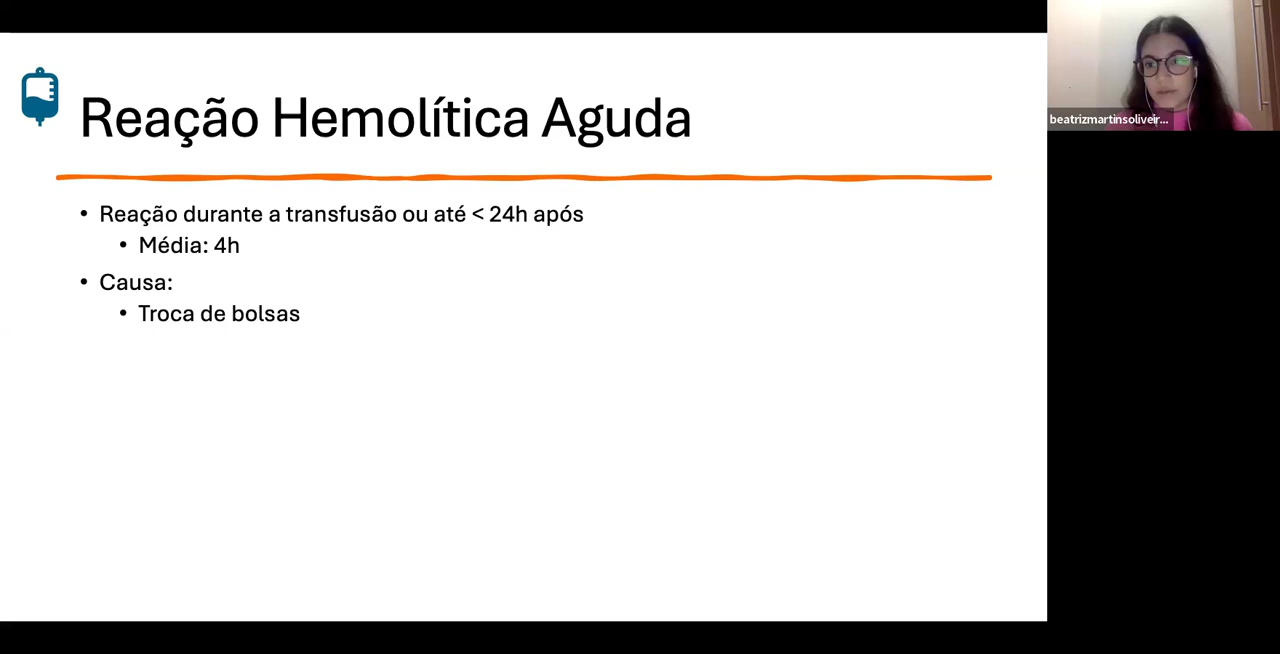 Reação Hemolítica Aguda
• Reação durante a transfusão ou até < 24h após
• Média: 4h
• Causa:
• Troca de bolsas
beatrizmartinsoliveir...